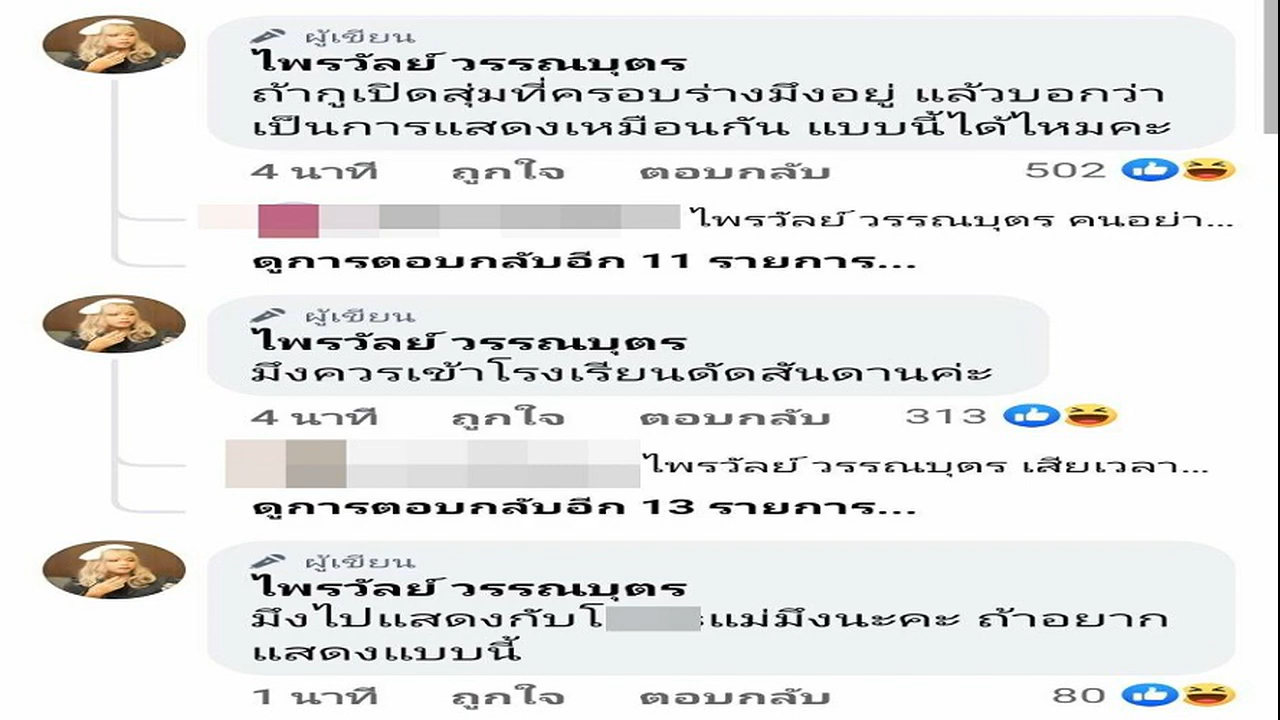 ผู้เขียน
ไพรวัลย์ วรรณบุตร
ถ้ากูเปิดสุ่มที่ครอบร่างมึงอยู่ แล้วบอกว่า
เป็นการแสดงเหมือนกัน แบบนี้ได้ไหมคะ
4 นาที ถูกใจ ตอบกลับ 502
ไพรวัลย์ วรรณบุตร คนอย่า...
ดูการตอบกลับอีก 11 รายการ...
ผู้เขียน
ไพรวัลย์ วรรณบุตร
มึงควรเข้าโรงเรียนดัดสันดานค่ะ
4 นาที ถูกใจ ตอบกลับ 313
ไพรวัลย์ วรรณบุตร เสียเวลา...
ดูการตอบกลับอีก 13 รายการ...
ผู้เขียน
ไพรวัลย์ วรรณบุตร
มึงไปแสดงกับ แม่มึงนะคะ ถ้าอยาก
แสดงแบบนี้
1 นาที ถูกใจ ตอบกลับ 80